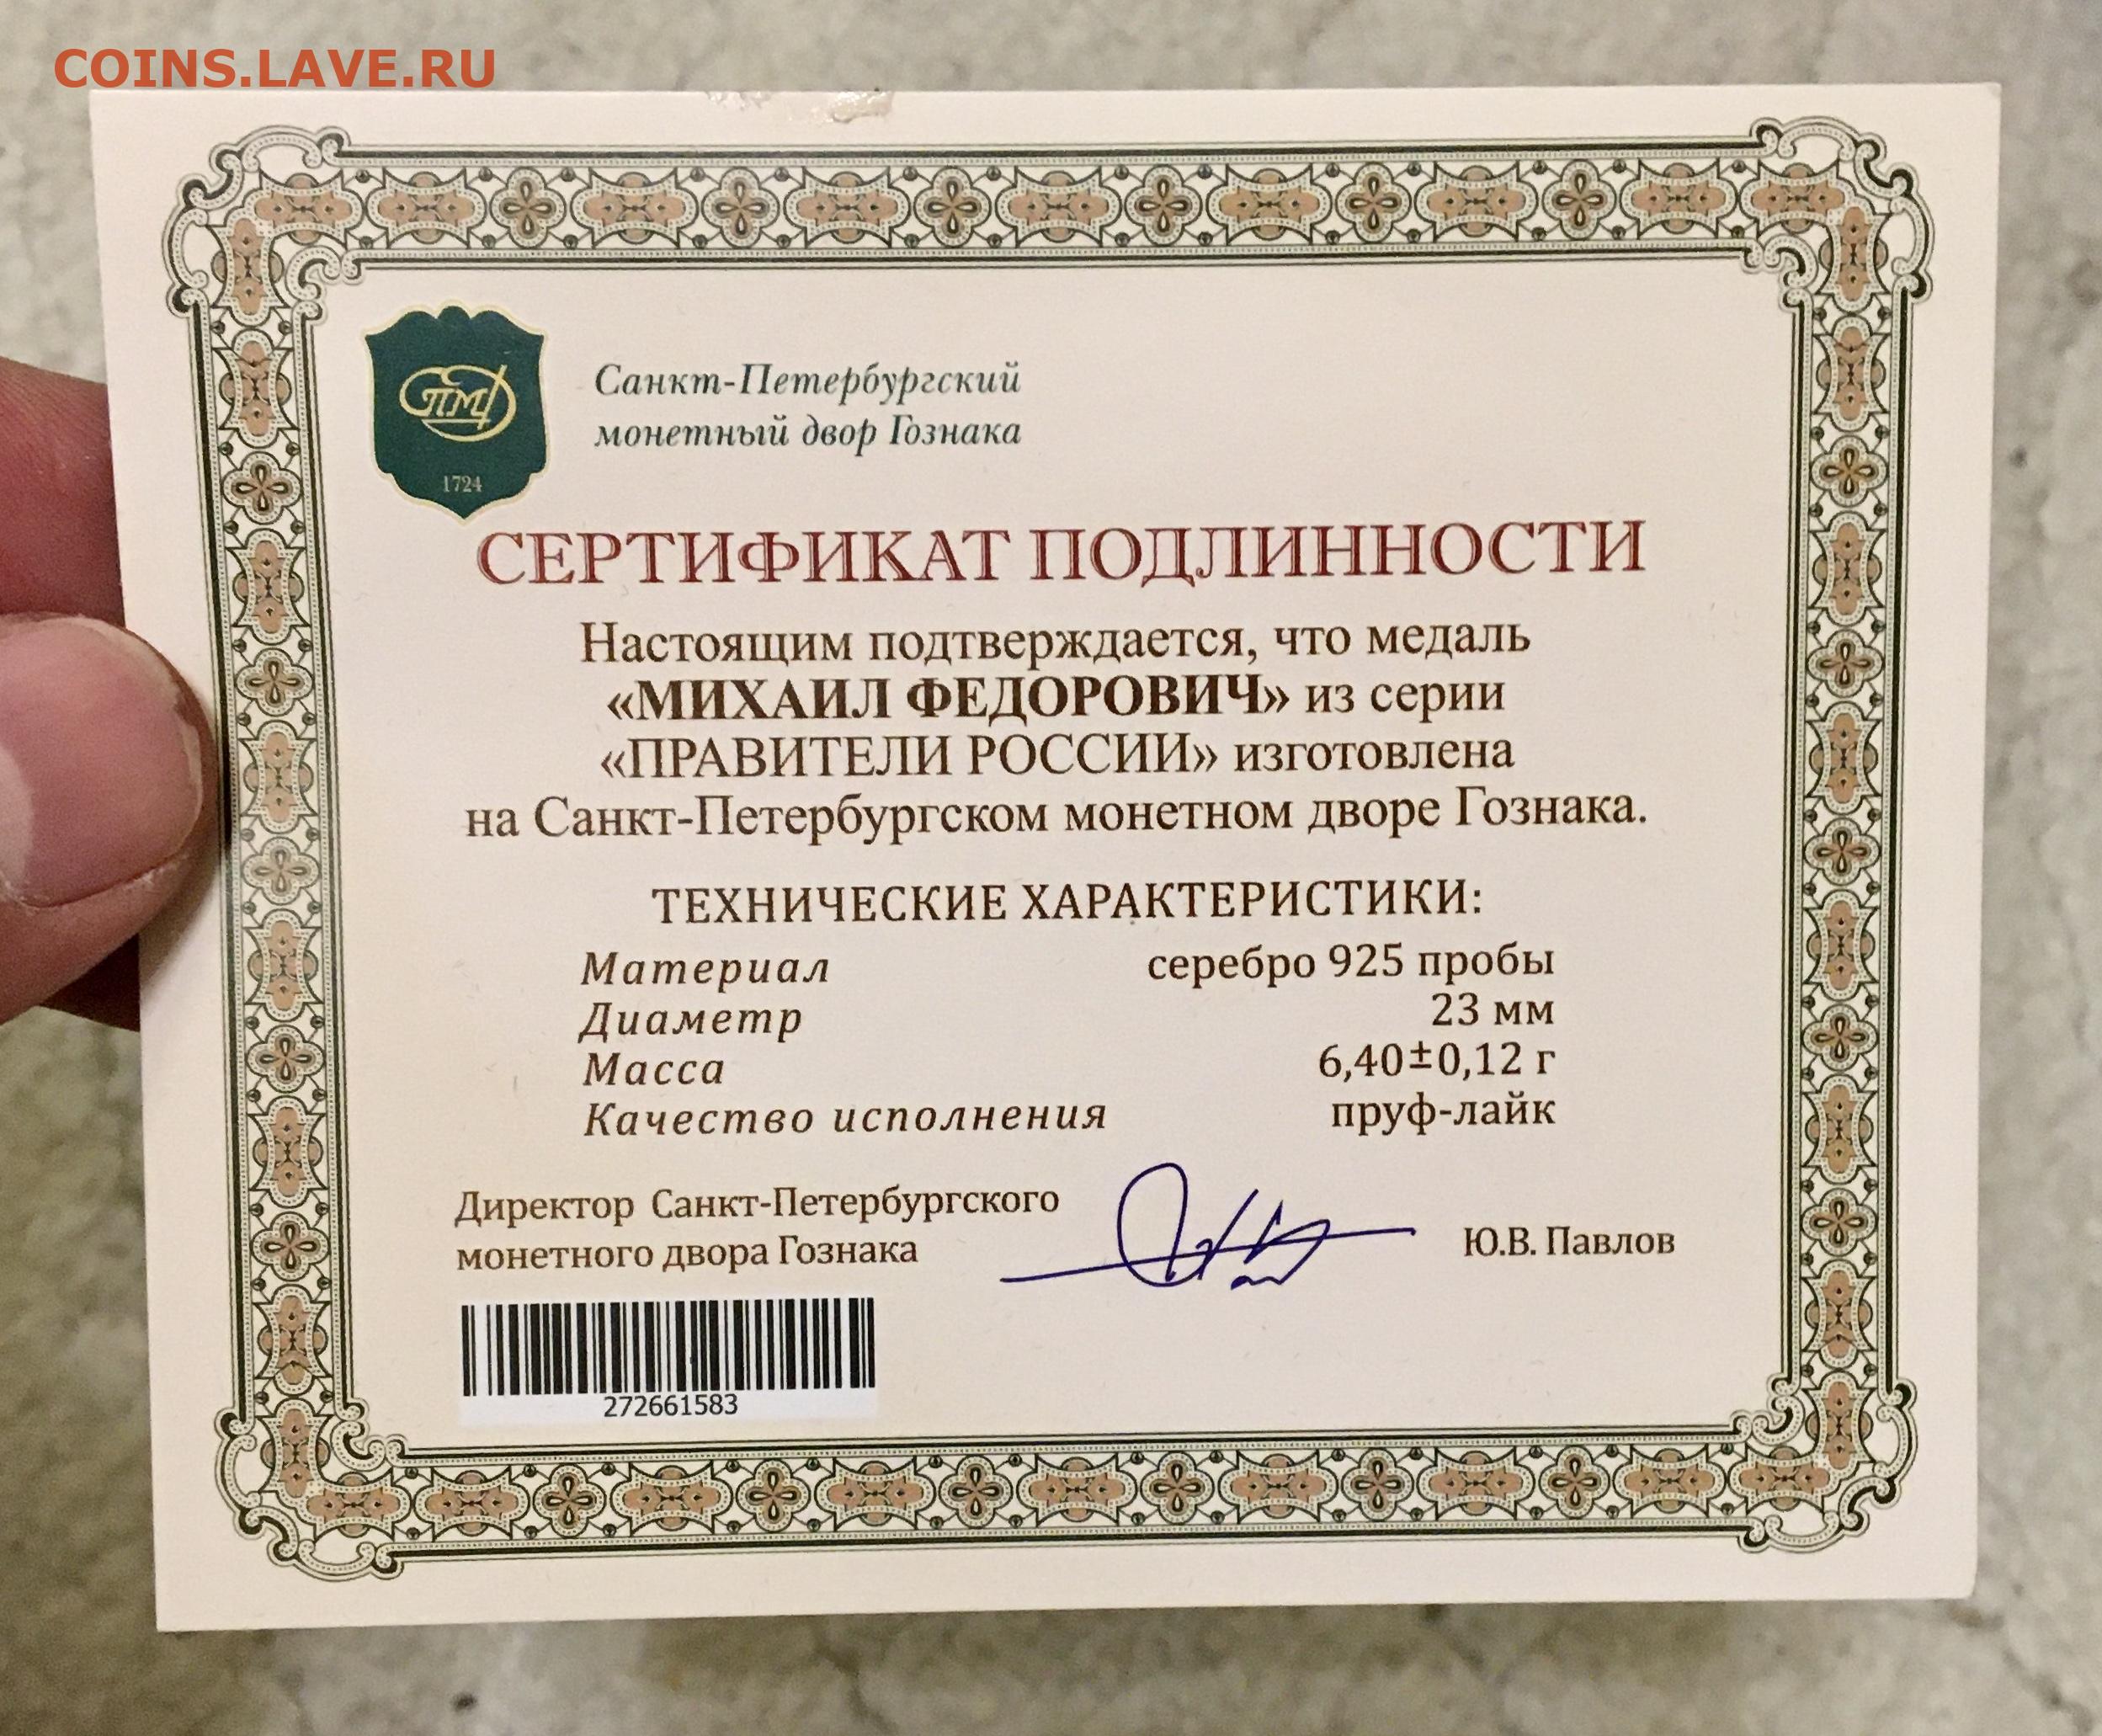 COINS.LAVE.RU
СПМД
1724
Санкт-Петербургский
монетный двор Гознака
СЕРТИФИКАТ ПОДЛИННОСТИ
Настоящим подтверждается, что медаль
«МИХАИЛ ФЕДОРОВИЧ» из серии
«ПРАВИТЕЛИ РОССИИ» изготовлена
на Санкт-Петербургском монетном дворе Гознака.
ТЕХНИЧЕСКИЕ ХАРАКТЕРИСТИКИ:
Материал серебро 925 пробы
Диаметр 23 мм
Масса 6,40±0,12 г
Качество исполнения пруф-лайк
Директор Санкт-Петербургского
монетного двора Гознака
Ю.В. Павлов
272661583